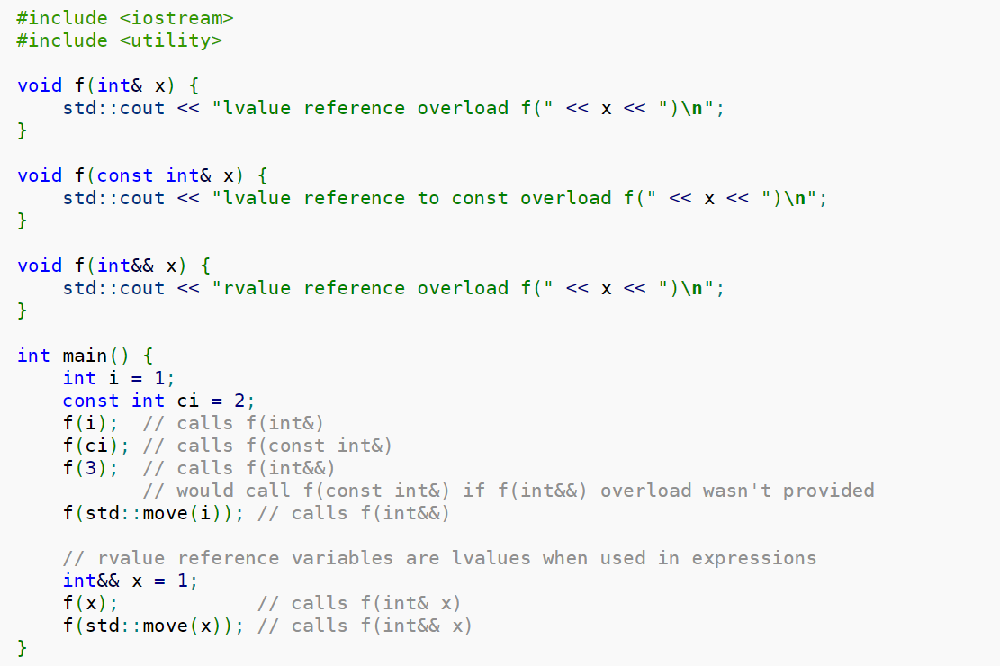 #include <iostream>
#include <utility>

void f(int& x) {
    std::cout << "lvalue reference overload f(" << x << ")\n";
}

void f(const int& x) {
    std::cout << "lvalue reference to const overload f(" << x << ")\n";
}

void f(int&& x) {
    std::cout << "rvalue reference overload f(" << x << ")\n";
}

int main() {
    int i = 1;
    const int ci = 2;
    f(i);  // calls f(int&)
    f(ci); // calls f(const int&)
    f(3);  // calls f(int&&)
           // would call f(const int&) if f(int&&) overload wasn't provided
    f(std::move(i)); // calls f(int&&)

    // rvalue reference variables are lvalues when used in expressions
    int&& x = 1;
    f(x);            // calls f(int& x)
    f(std::move(x)); // calls f(int&& x)
}